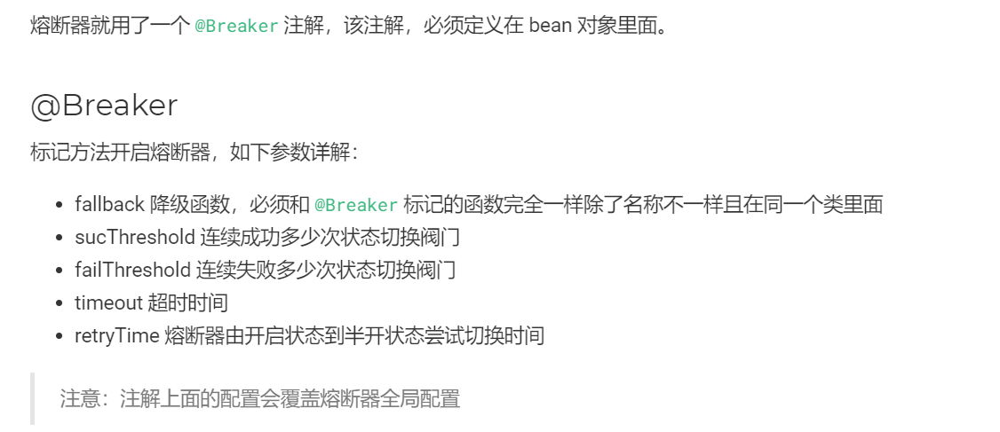 熔断器就用了一个 @Breaker 注解，该注解，必须定义在 bean 对象里面。
@Breaker
标记方法开启熔断器，如下参数详解：
• fallback 降级函数，必须和 @Breaker 标记的函数完全一样除了名称不一样且在同一个类里面
• sucThreshold 连续成功多少次状态切换阀门
• failThreshold 连续失败多少次状态切换阀门
• timeout 超时时间
• retryTime 熔断器由开启状态到半开状态尝试切换时间
注意：注解上面的配置会覆盖熔断器全局配置